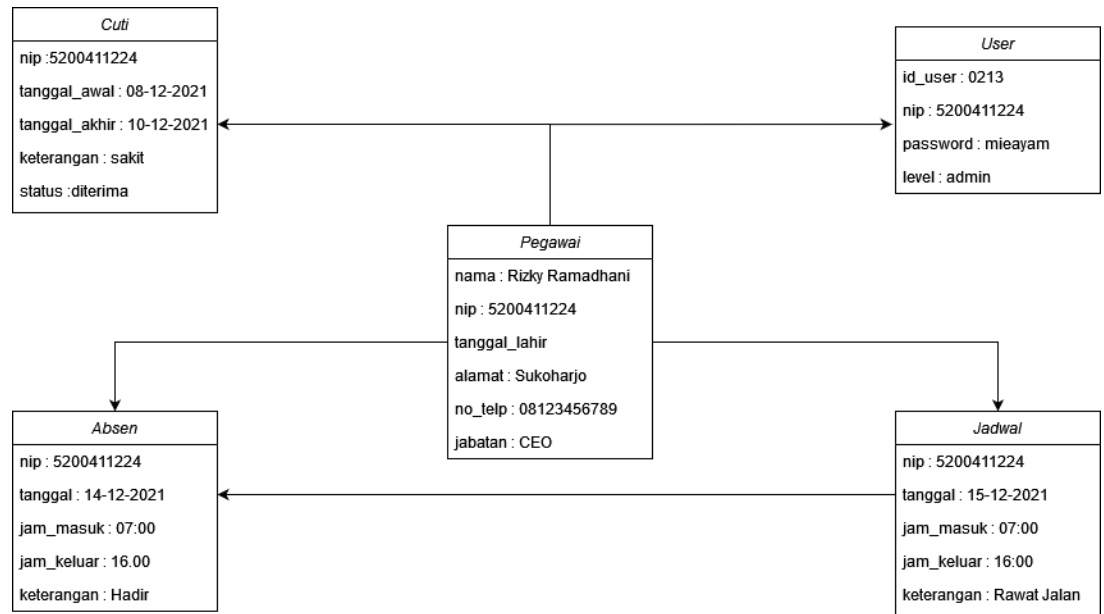 Cuti
nip :5200411224
tanggal_awal : 08-12-2021
tanggal_akhir : 10-12-2021
keterangan : sakit
status :diterima
User
id_user : 0213
nip : 5200411224
password : mieayam
level : admin
Pegawai
nama : Rizky Ramadhani
nip : 5200411224
tanggal_lahir
alamat : Sukoharjo
no_telp : 08123456789
jabatan : CEO
Absen
nip : 5200411224
tanggal : 14-12-2021
jam_masuk : 07:00
jam_keluar : 16.00
keterangan : Hadir
Jadwal
nip : 5200411224
tanggal : 15-12-2021
jam_masuk : 07:00
jam_keluar : 16:00
keterangan : Rawat Jalan